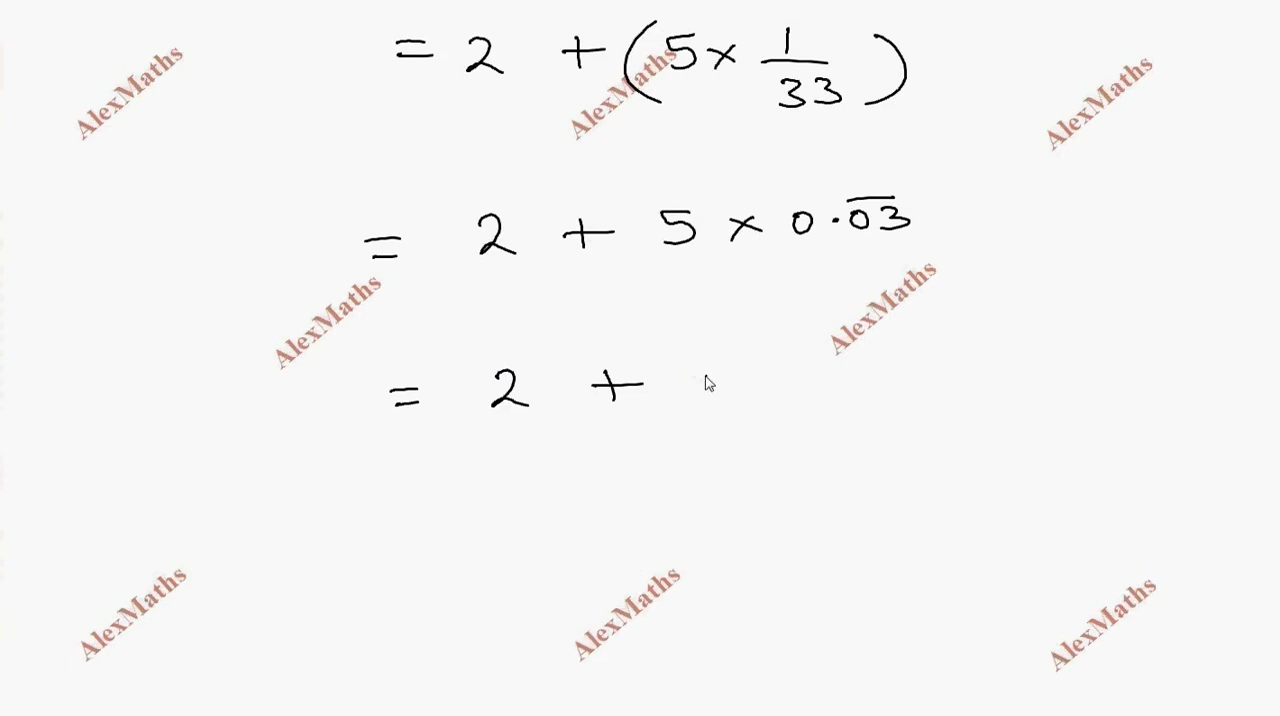 = 2 + (5 × 1/33)
AlexMaths AlexMaths AlexMaths
= 2 + 5 × 0.0̅3̅
AlexMaths AlexMaths
= 2 +
AlexMaths AlexMaths AlexMaths